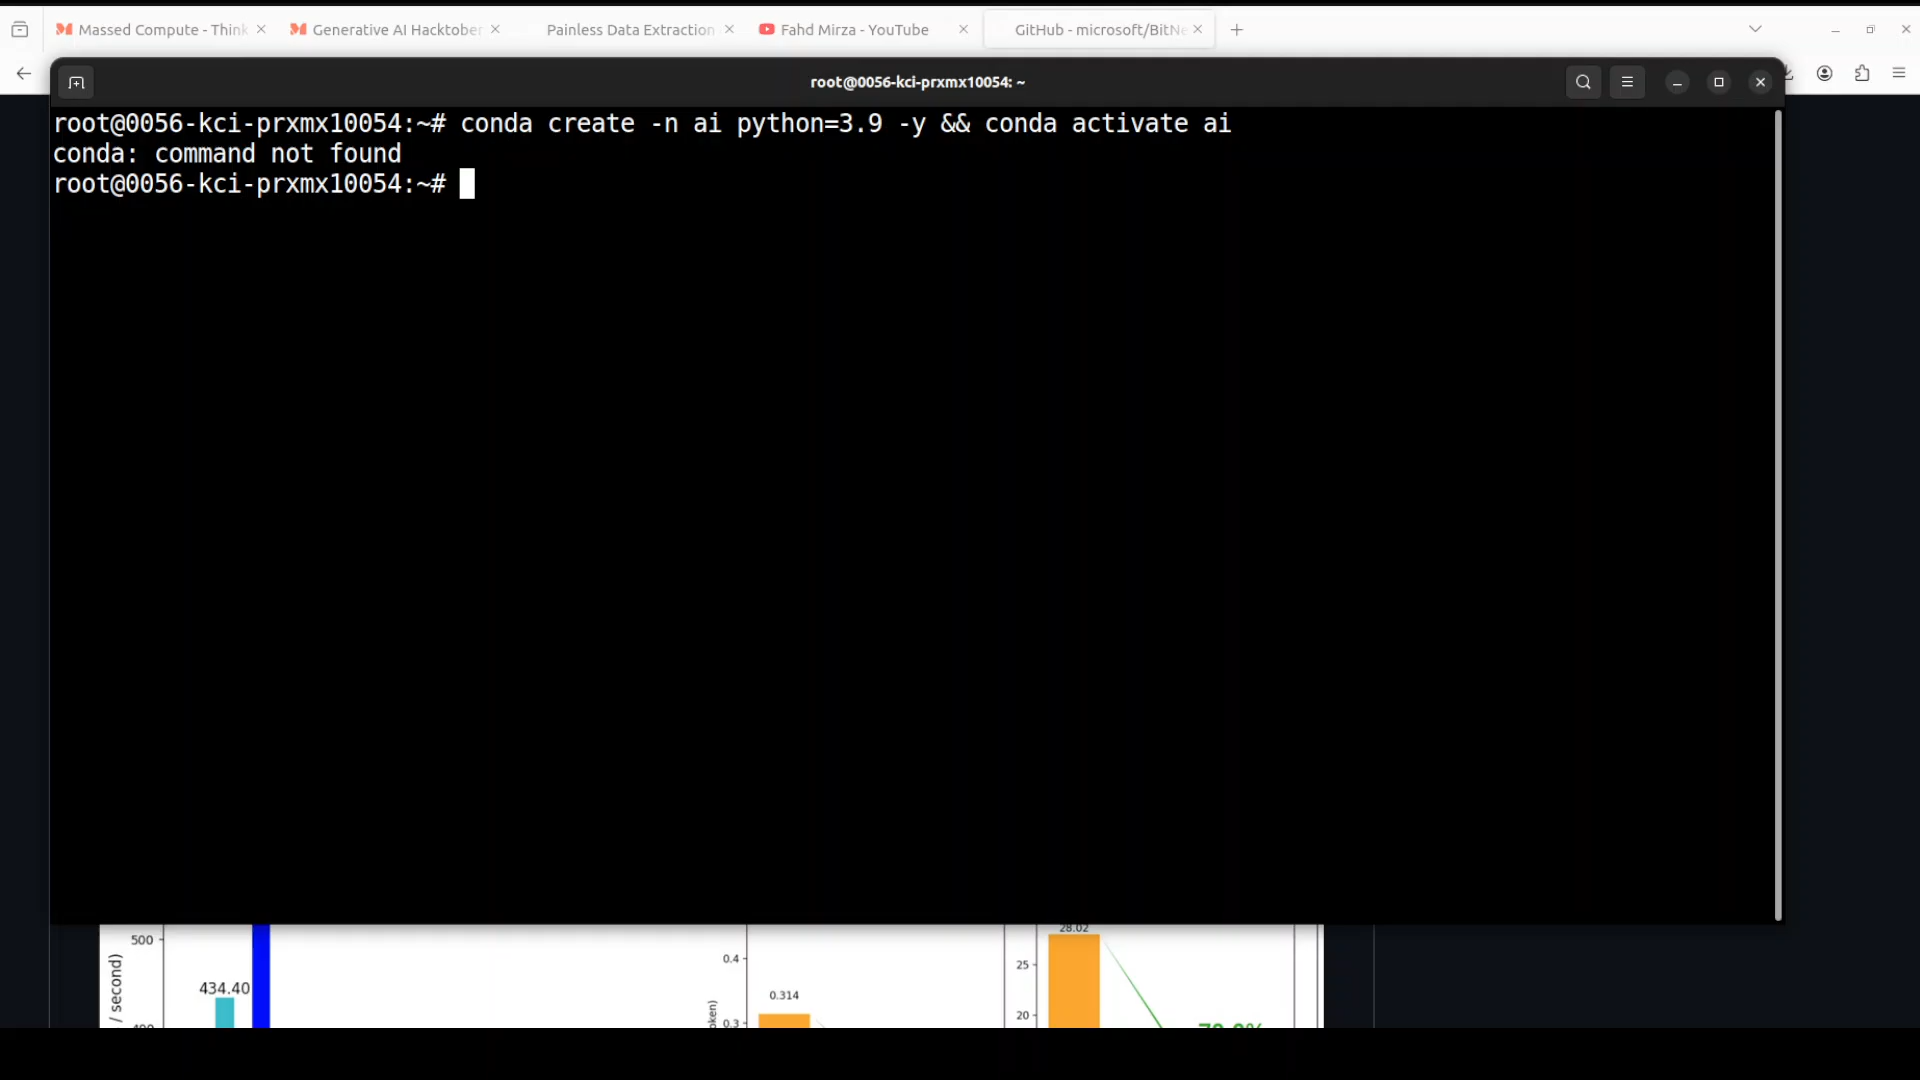 Massed Compute - Think
Generative AI Hacktober
Painless Data Extraction
Fahd Mirza - YouTube
GitHub - microsoft/BitNe
root@0056-kci-prxmx10054: ~
root@0056-kci-prxmx10054:~# conda create -n ai python=3.9 -y && conda activate ai
conda: command not found
root@0056-kci-prxmx10054:~#
28.02
500
0.4
25
/ second)
434.40
0.314
20
0.3